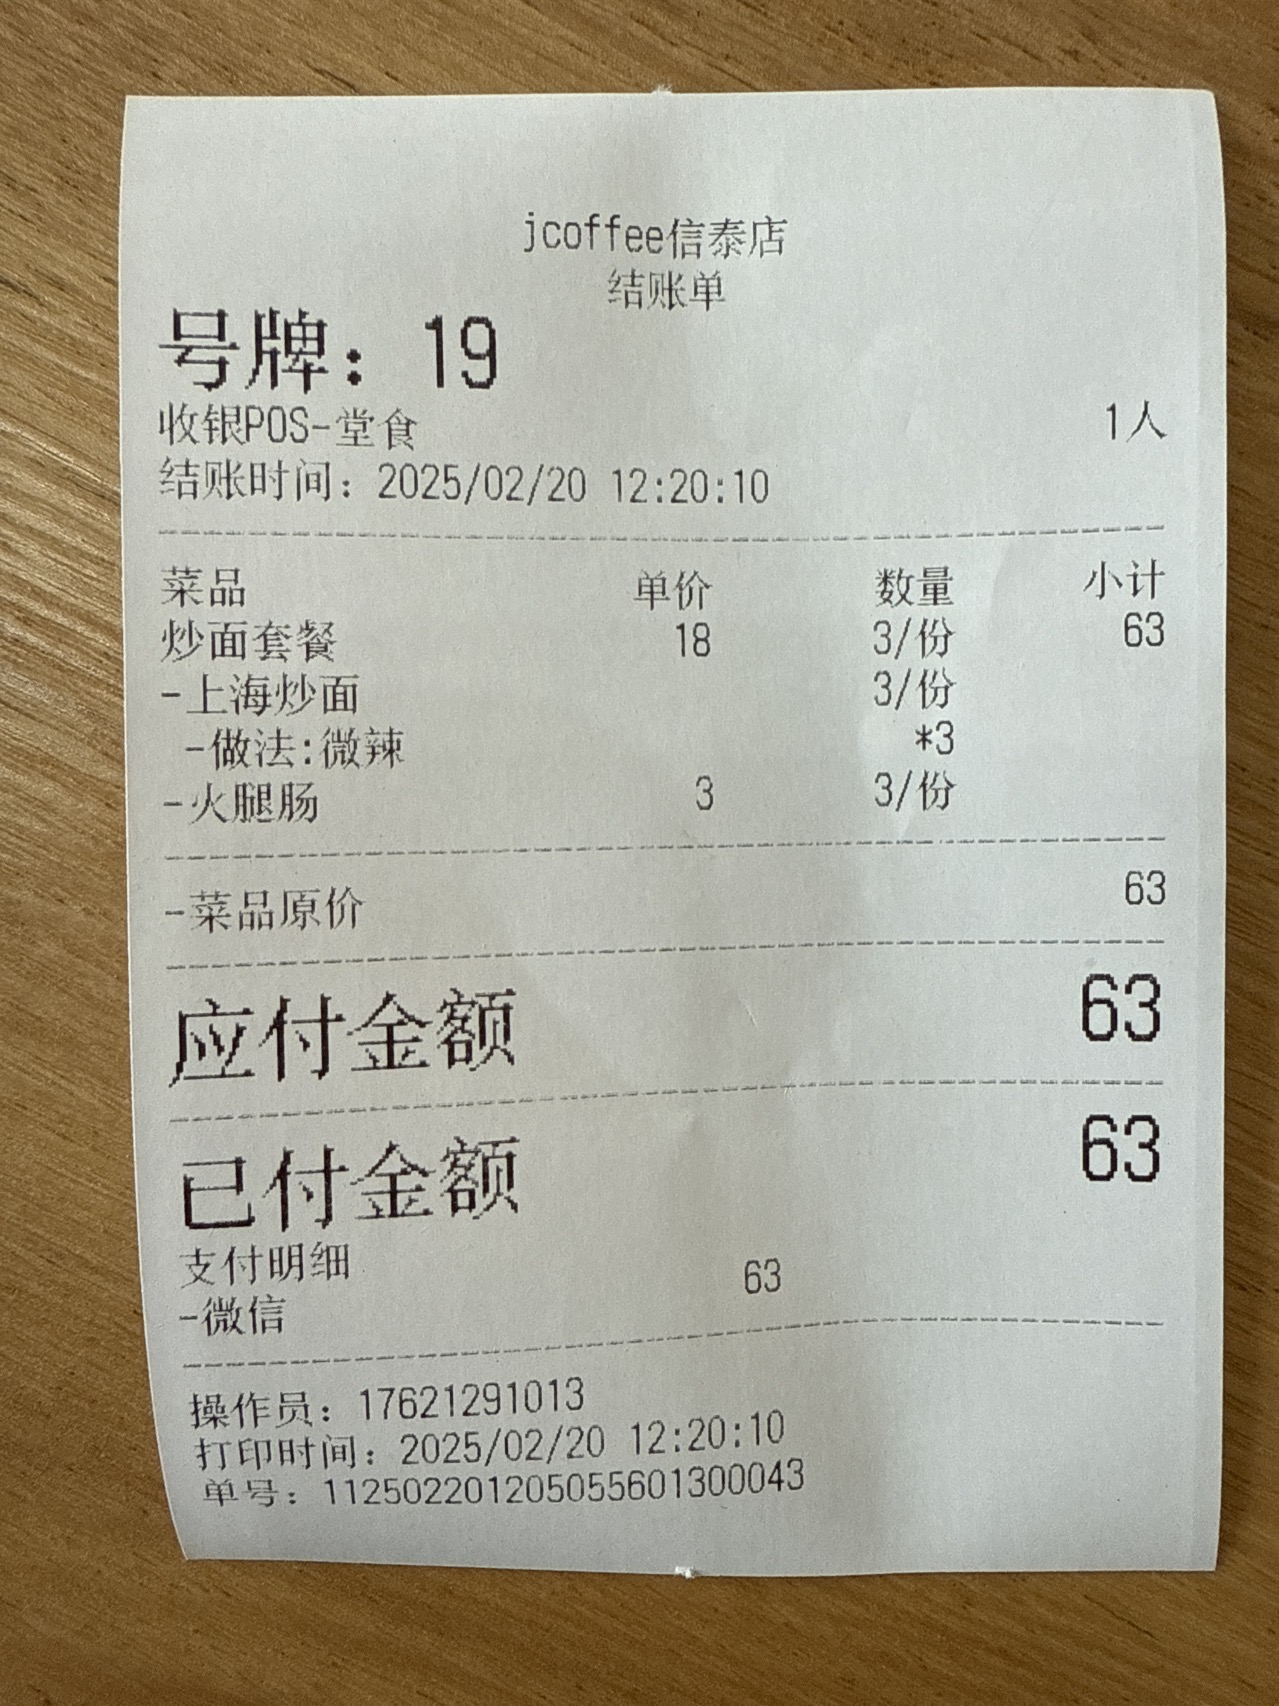 jcoffee信泰店
结账单
号牌：19
收银POS-堂食 1人
结账时间：2025/02/20 12:20:10
菜品 单价 数量 小计
炒面套餐 18 3/份 63
-上海炒面 3/份
-做法:微辣 *3
-火腿肠 3 3/份
-菜品原价 63
应付金额 63
已付金额 63
支付明细
-微信 63
操作员：17621291013
打印时间：2025/02/20 12:20:10
单号：112502201205055601300043